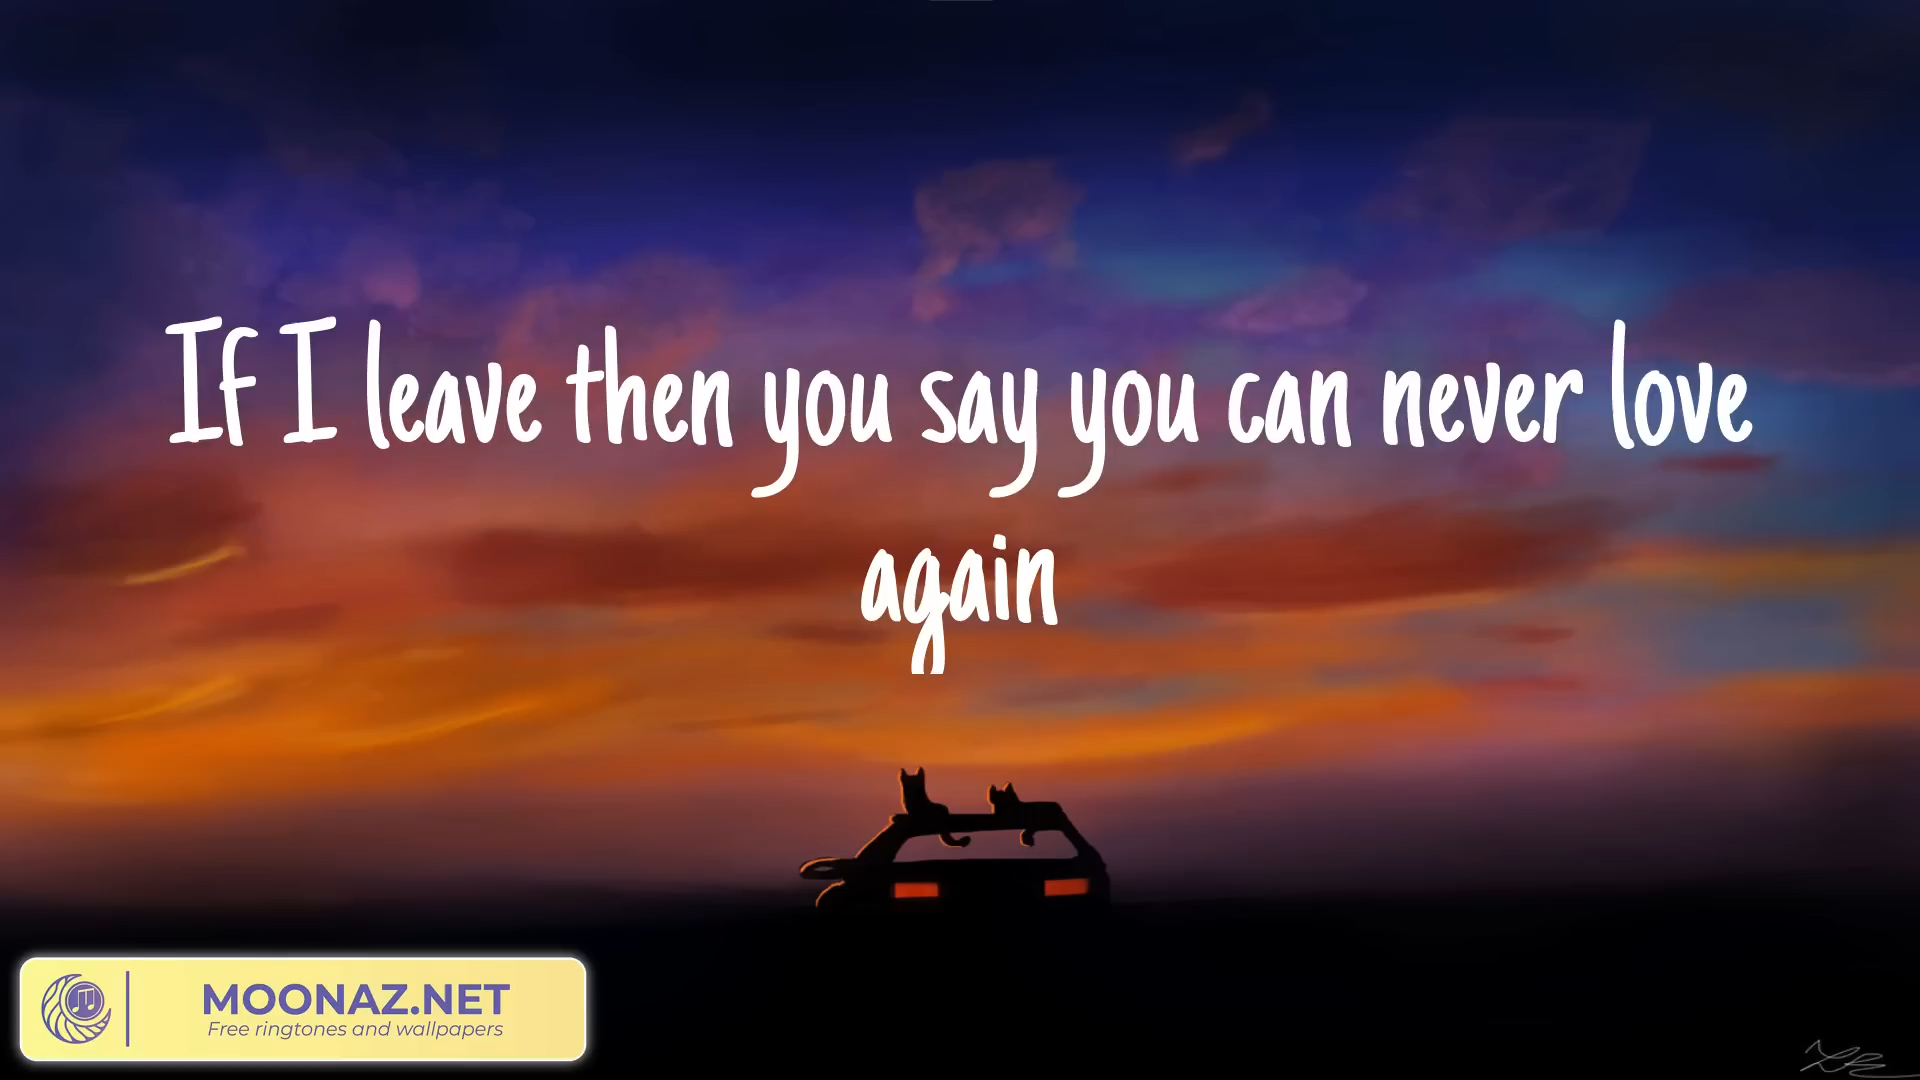 If I leave then you say you can never love
again
MOONAZ.NET
Free ringtones and wallpapers